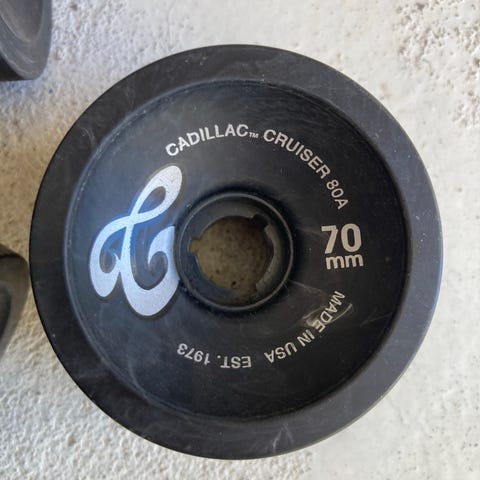 CADILLAC™ CRUISER 80A
70
mm
MADE IN USA EST. 1973